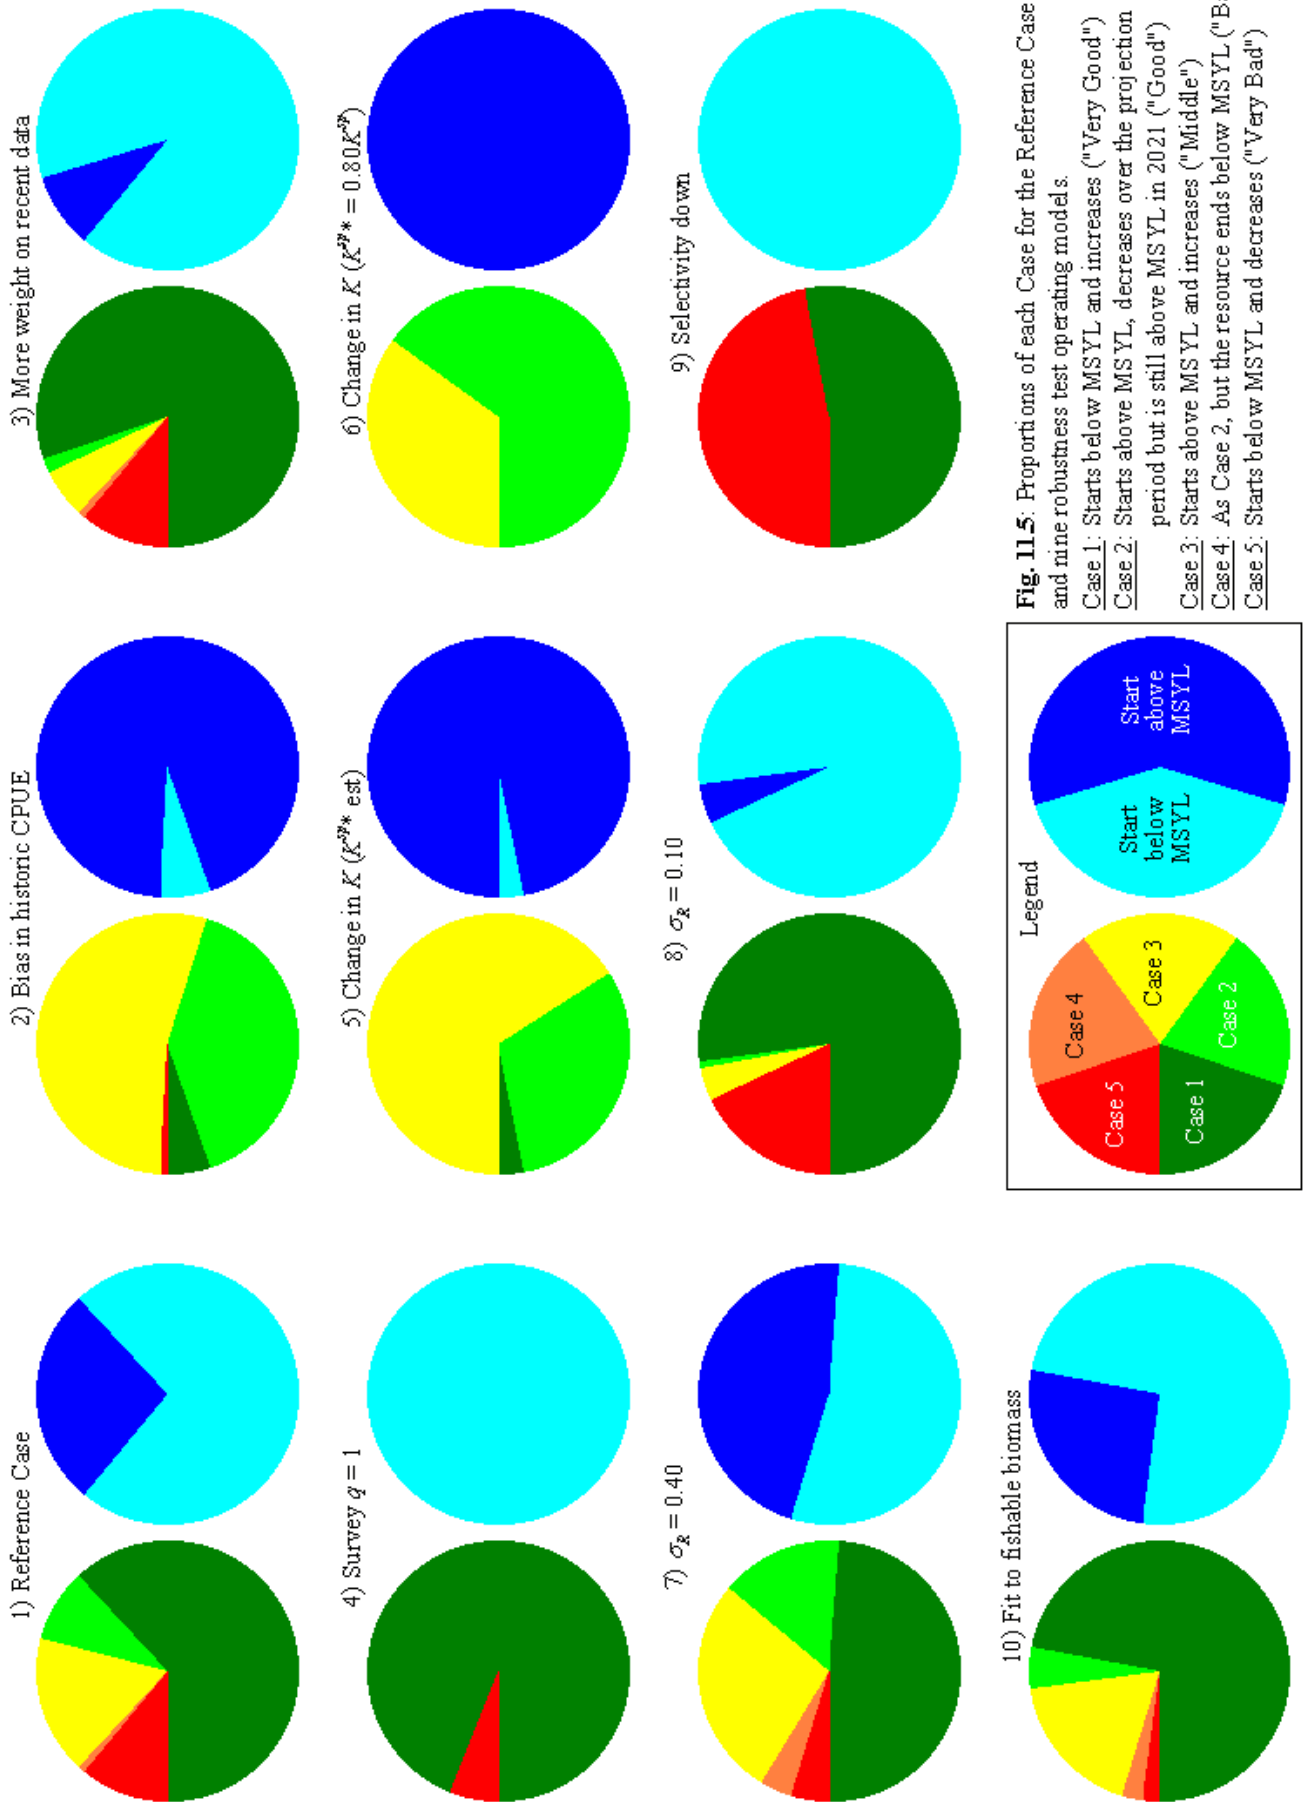 1) Reference Case
2) Bias in historic CPUE
3) More weight on recent data
4) Survey q = 1
5) Change in K (Kˢᵖ* est)
6) Change in K (Kˢᵖ* = 0.80Kˢᵖ)
7) σR = 0.40
8) σR = 0.10
9) Selectivity down
10) Fit to fishable biomass
Legend
Case 5
Case 4
Case 3
Case 2
Case 1
Start
below
MSYL
Start
above
MSYL
Fig. 11.5: Proportions of each Case for the Reference Case
and nine robustness test operating models.
Case 1: Starts below MSYL and increases ("Very Good")
Case 2: Starts above MSYL, decreases over the projection
period but is still above MSYL in 2021 ("Good")
Case 3: Starts above MSYL and increases ("Middle")
Case 4: As Case 2, but the resource ends below MSYL
Case 5: Starts below MSYL and decreases ("Very Bad")